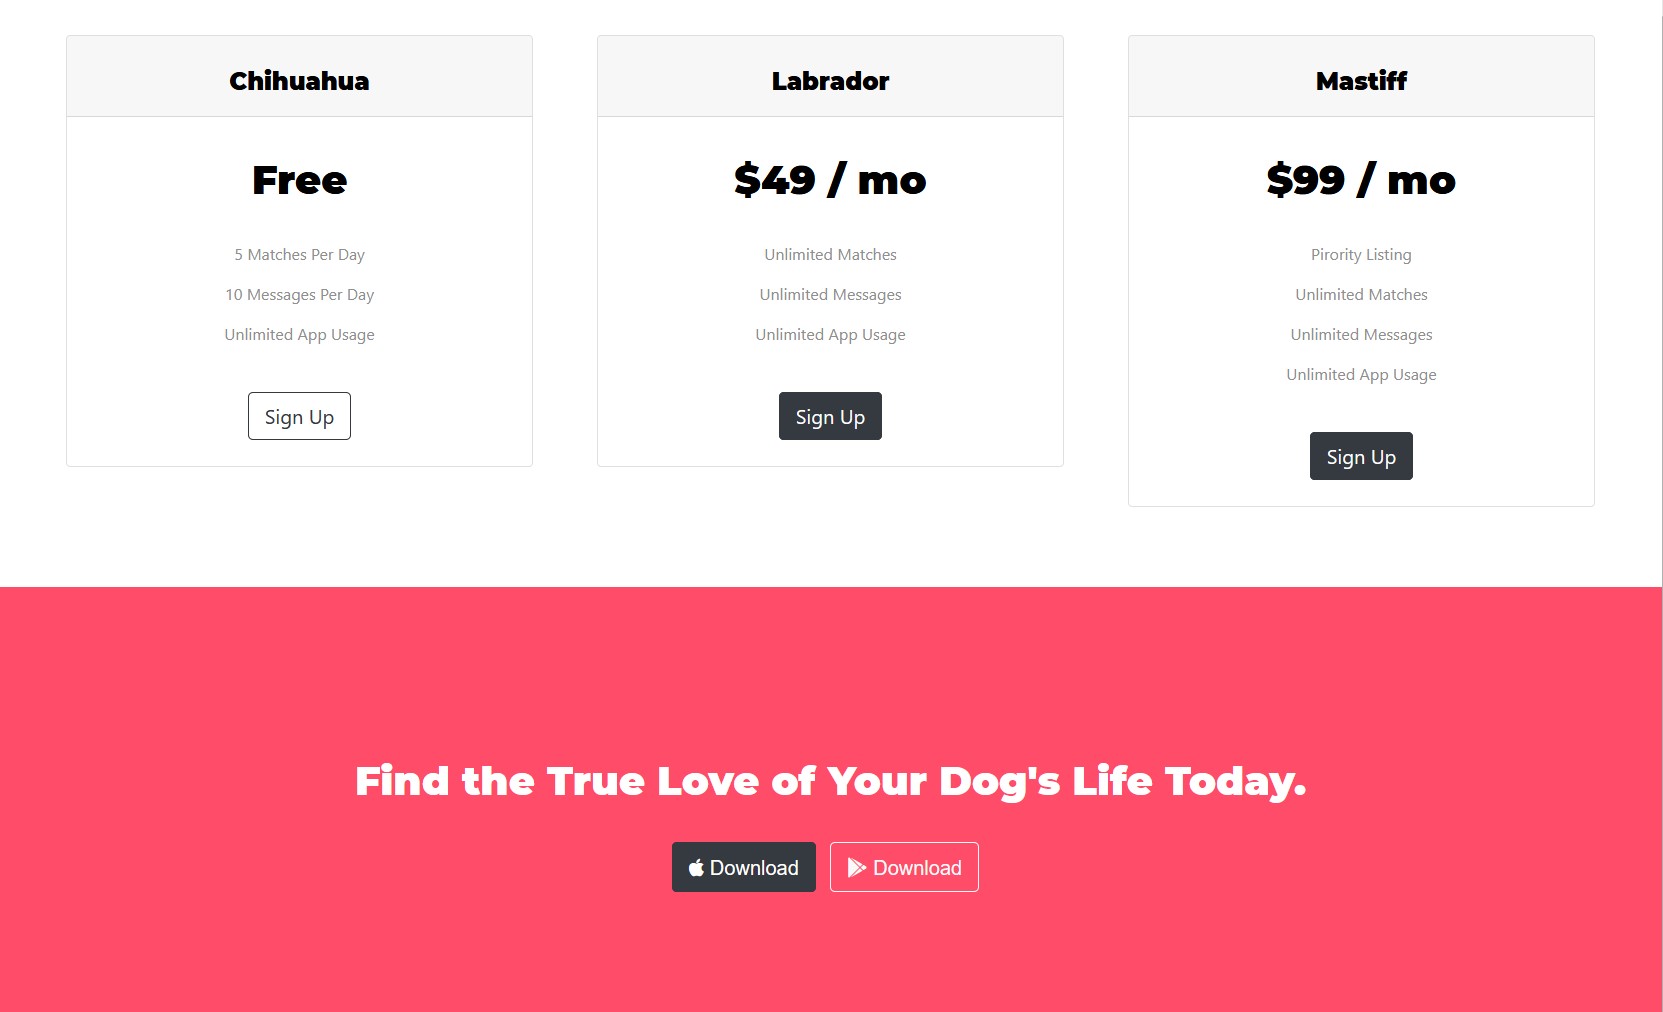 Chihuahua
Free
5 Matches Per Day
10 Messages Per Day
Unlimited App Usage
Sign Up
Labrador
$49 / mo
Unlimited Matches
Unlimited Messages
Unlimited App Usage
Sign Up
Mastiff
$99 / mo
Pirority Listing
Unlimited Matches
Unlimited Messages
Unlimited App Usage
Sign Up
Find the True Love of Your Dog's Life Today.
Download
Download